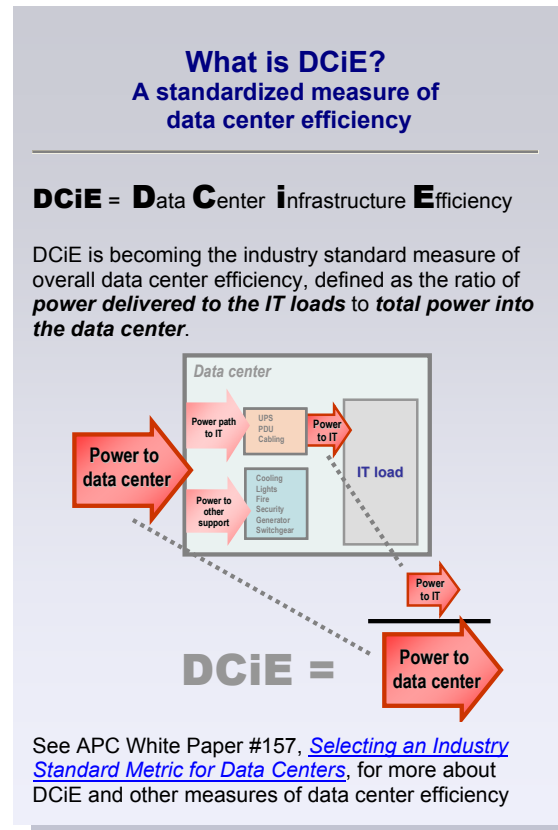 What is DCiE?
A standardized measure of
data center efficiency
DCiE = Data Center infrastructure Efficiency
DCiE is becoming the industry standard measure of
overall data center efficiency, defined as the ratio of
power delivered to the IT loads to total power into
the data center.
Data center
Power to
data center
Power path
to IT
UPS
PDU
Cabling
Power
to IT
IT load
Power to
other
support
Cooling
Lights
Fire
Security
Generator
Switchgear
Power
to IT
DCiE =
Power to
data center
See APC White Paper #157, Selecting an Industry
Standard Metric for Data Centers, for more about
DCiE and other measures of data center efficiency